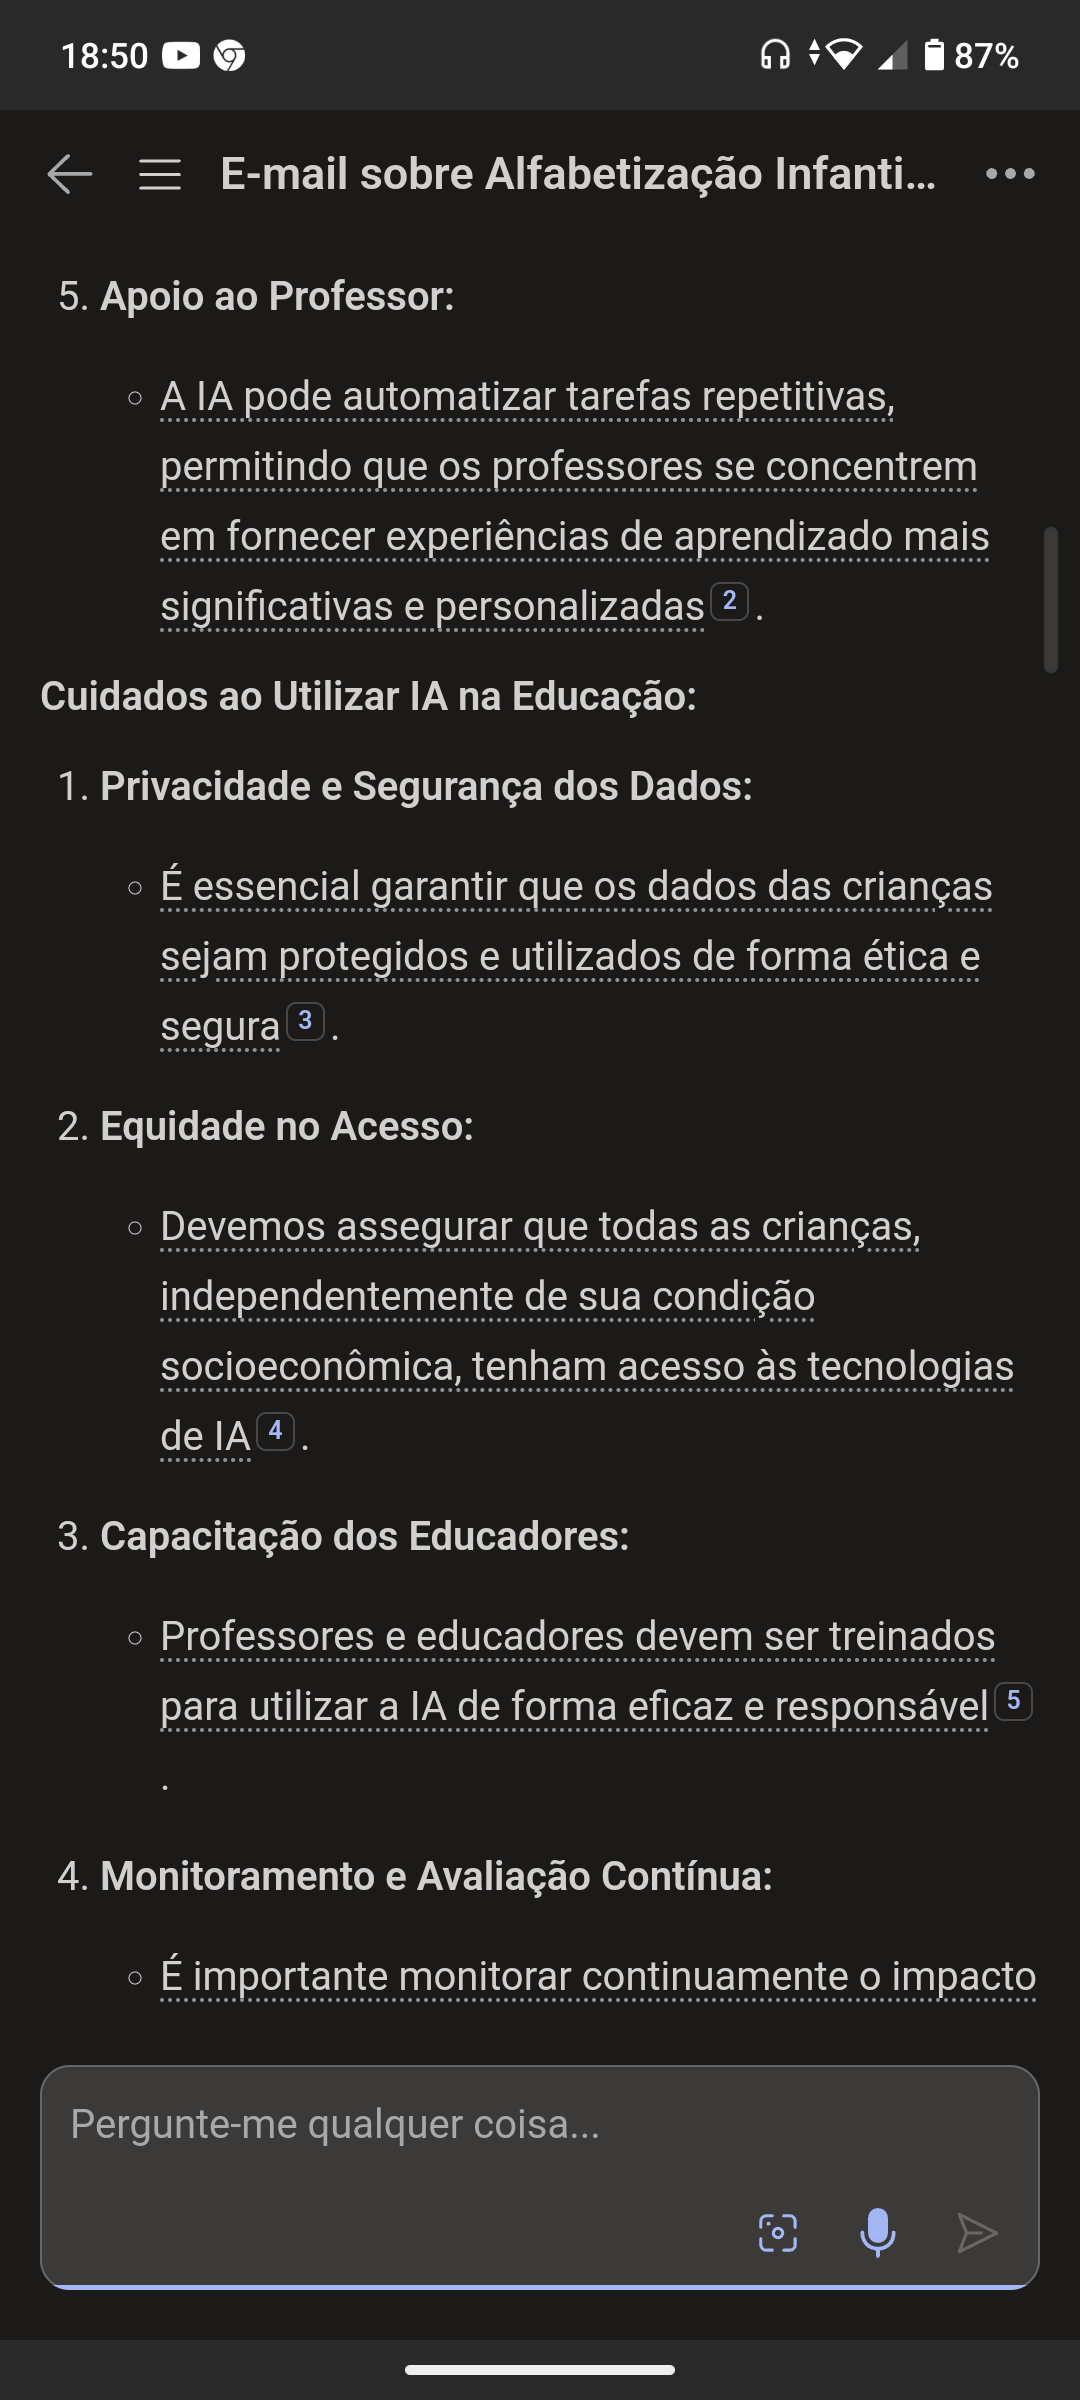 18:50
87%
E-mail sobre Alfabetização Infanti...
5. Apoio ao Professor:
A IA pode automatizar tarefas repetitivas,
permitindo que os professores se concentrem
em fornecer experiências de aprendizado mais
significativas e personalizadas 2 .
Cuidados ao Utilizar IA na Educação:
1. Privacidade e Segurança dos Dados:
É essencial garantir que os dados das crianças
sejam protegidos e utilizados de forma ética e
segura 3 .
2. Equidade no Acesso:
Devemos assegurar que todas as crianças,
independentemente de sua condição
socioeconômica, tenham acesso às tecnologias
de IA 4 .
3. Capacitação dos Educadores:
Professores e educadores devem ser treinados
para utilizar a IA de forma eficaz e responsável 5
.
4. Monitoramento e Avaliação Contínua:
É importante monitorar continuamente o impacto
Pergunte-me qualquer coisa...